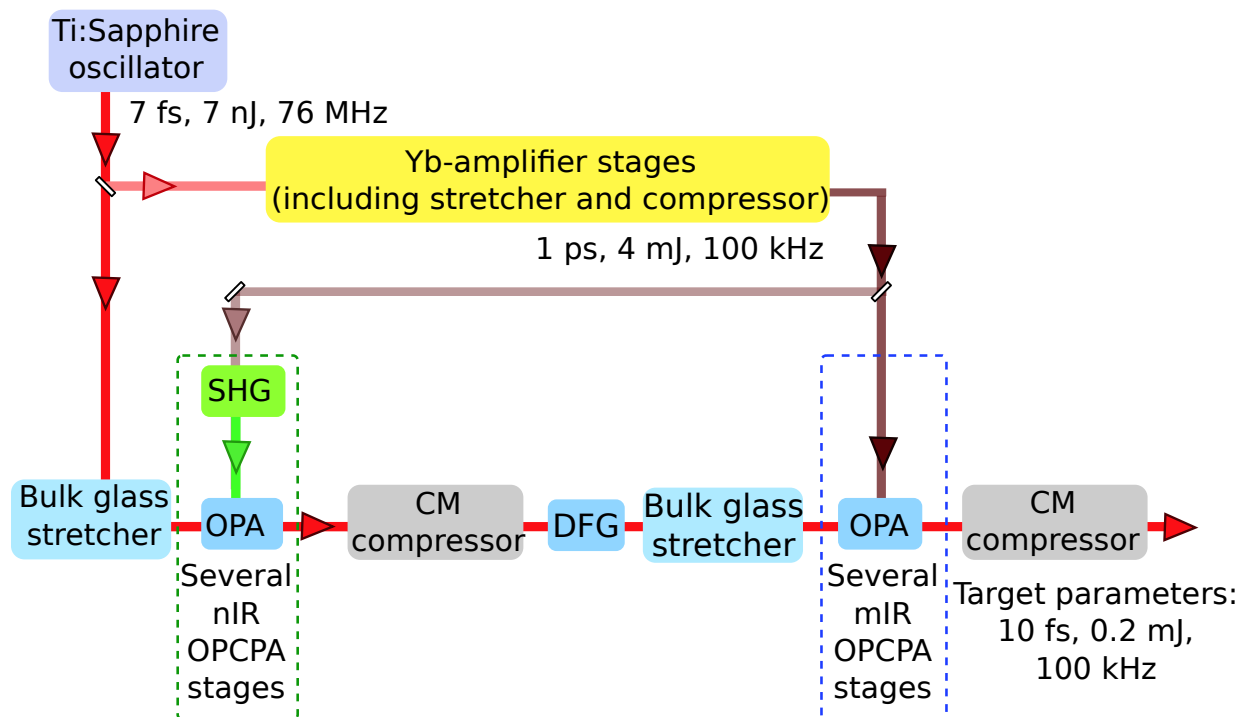 Ti:Sapphire
oscillator
7 fs, 7 nJ, 76 MHz
Yb-amplifier stages
(including stretcher and compressor)
1 ps, 4 mJ, 100 kHz
SHG
Bulk glass
stretcher
OPA
CM
compressor
DFG
Bulk glass
stretcher
OPA
CM
compressor
Several
nIR
OPCPA
stages
Several
mIR
OPCPA
stages
Target parameters:
10 fs, 0.2 mJ,
100 kHz